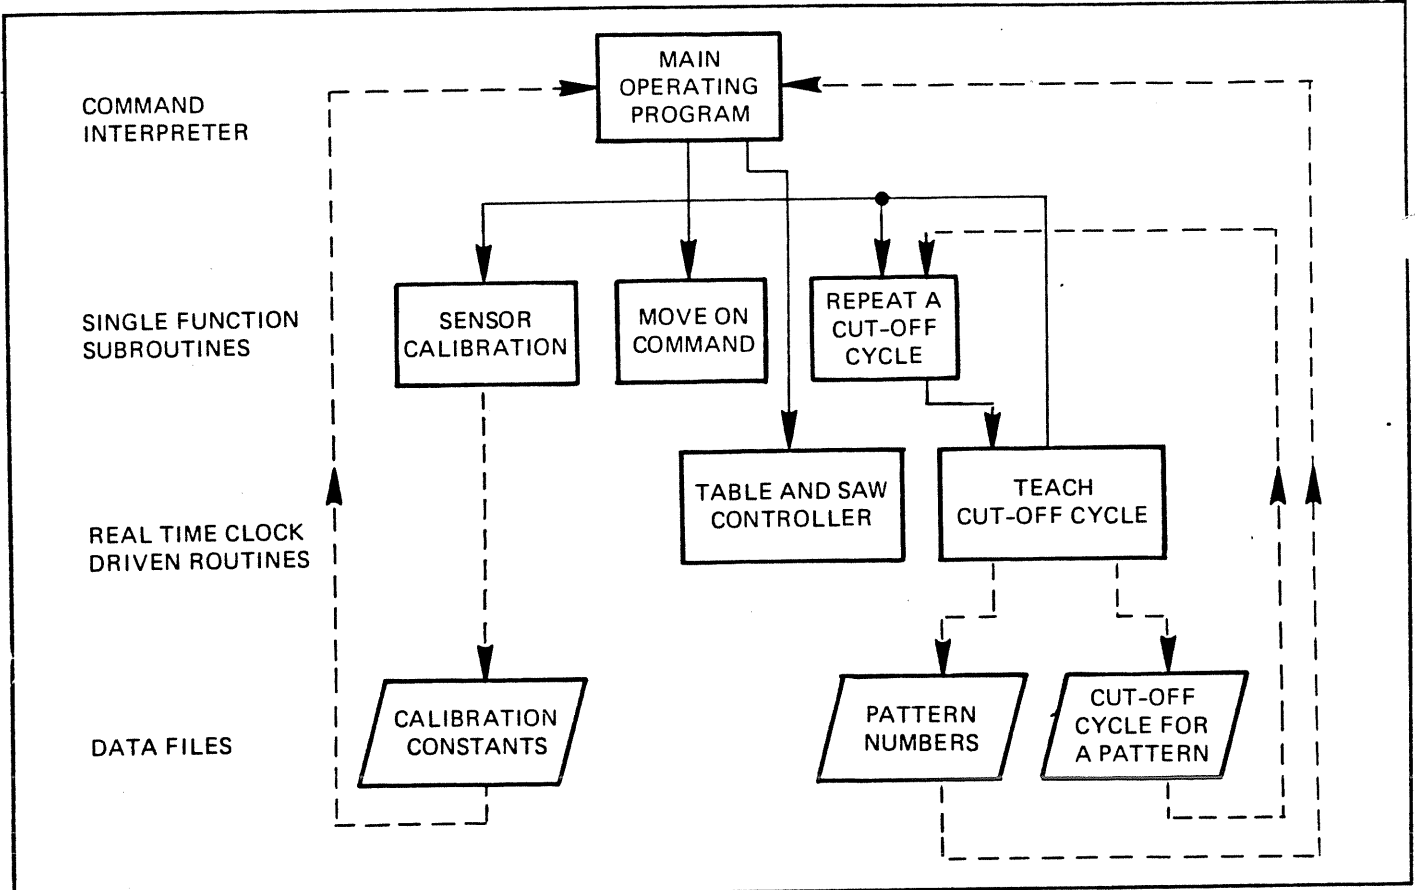 MAIN
OPERATING
PROGRAM
COMMAND
INTERPRETER
SINGLE FUNCTION
SUBROUTINES
SENSOR
CALIBRATION
MOVE ON
COMMAND
REPEAT A
CUT-OFF
CYCLE
REAL TIME CLOCK
DRIVEN ROUTINES
TABLE AND SAW
CONTROLLER
TEACH
CUT-OFF CYCLE
DATA FILES
CALIBRATION
CONSTANTS
PATTERN
NUMBERS
CUT-OFF
CYCLE FOR
A PATTERN